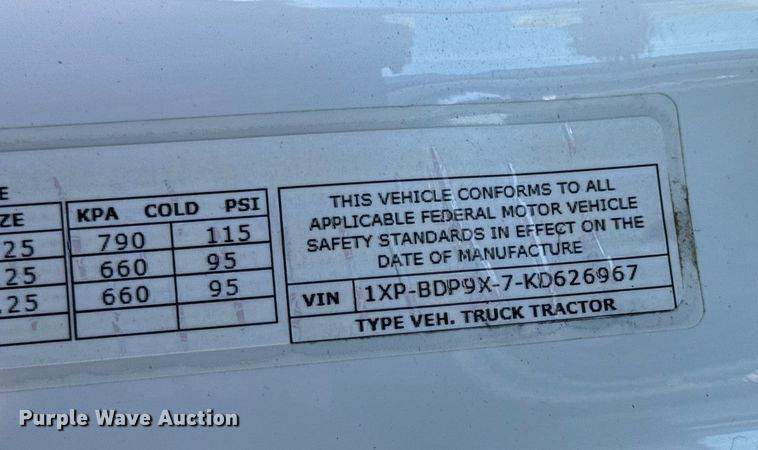 E
ZE
25
25
.25
KPA COLD PSI
790 115
660 95
660 95
THIS VEHICLE CONFORMS TO ALL
APPLICABLE FEDERAL MOTOR VEHICLE
SAFETY STANDARDS IN EFFECT ON THE
DATE OF MANUFACTURE
VIN 1XP-BDP9X-7-KD626967
TYPE VEH. TRUCK TRACTOR
Purple Wave Auction